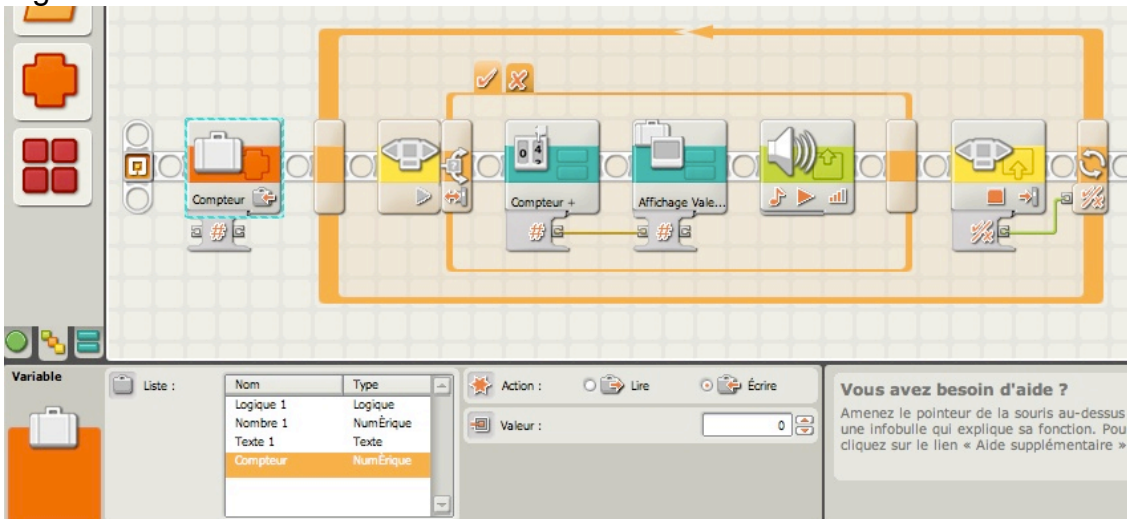 Compteur
Compteur +
Affichage Vale...
Variable
Liste :
Nom Type
Logique 1 Logique
Nombre 1 NumÈrique
Texte 1 Texte
Compteur NumÈrique
Action : Lire Écrire
Valeur : 0
Vous avez besoin d'aide ?
Amenez le pointeur de la souris au-dessus
une infobulle qui explique sa fonction. Pou
cliquez sur le lien « Aide supplémentaire »